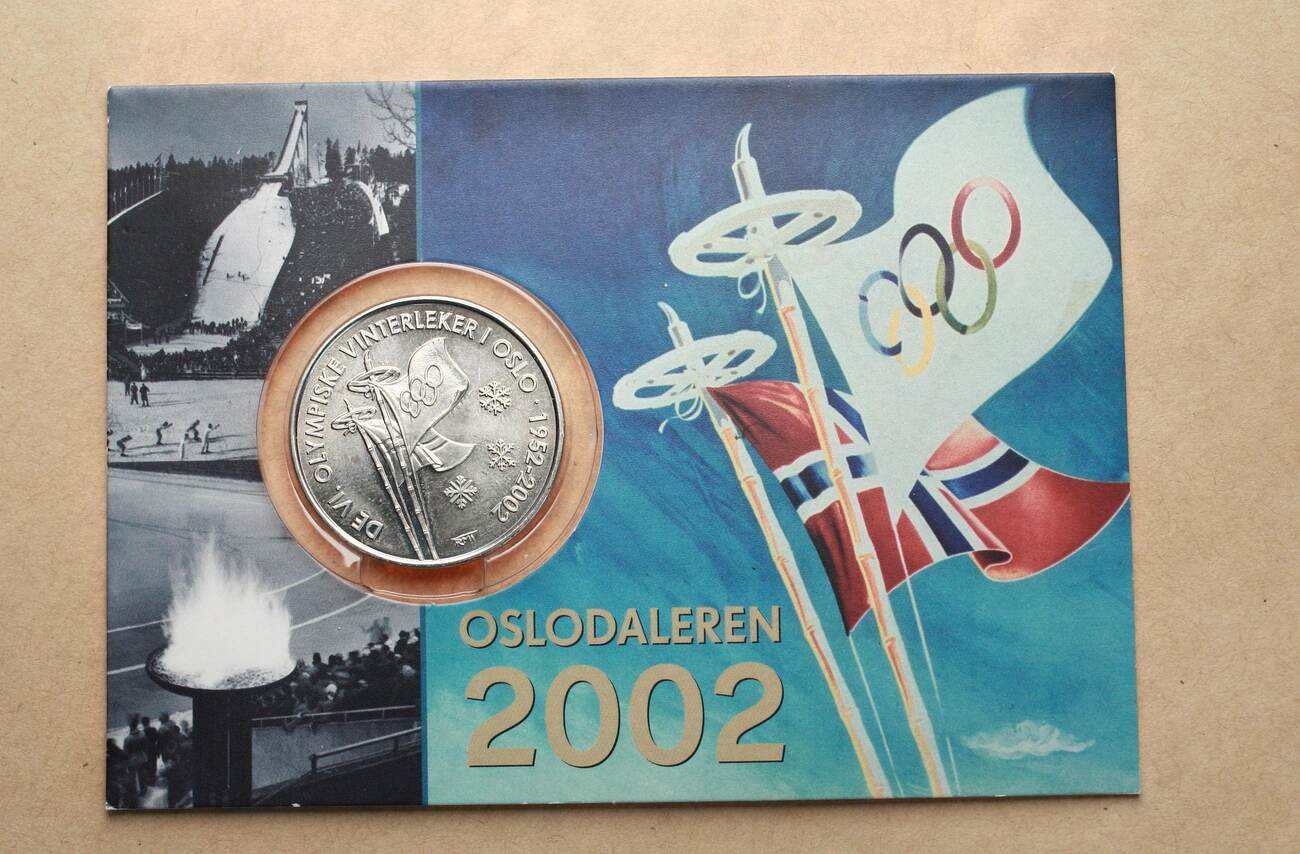 DE VI. OLYMPISKE VINTERLEKER I OSLO · 1952-2002
OSLODALEREN
2002